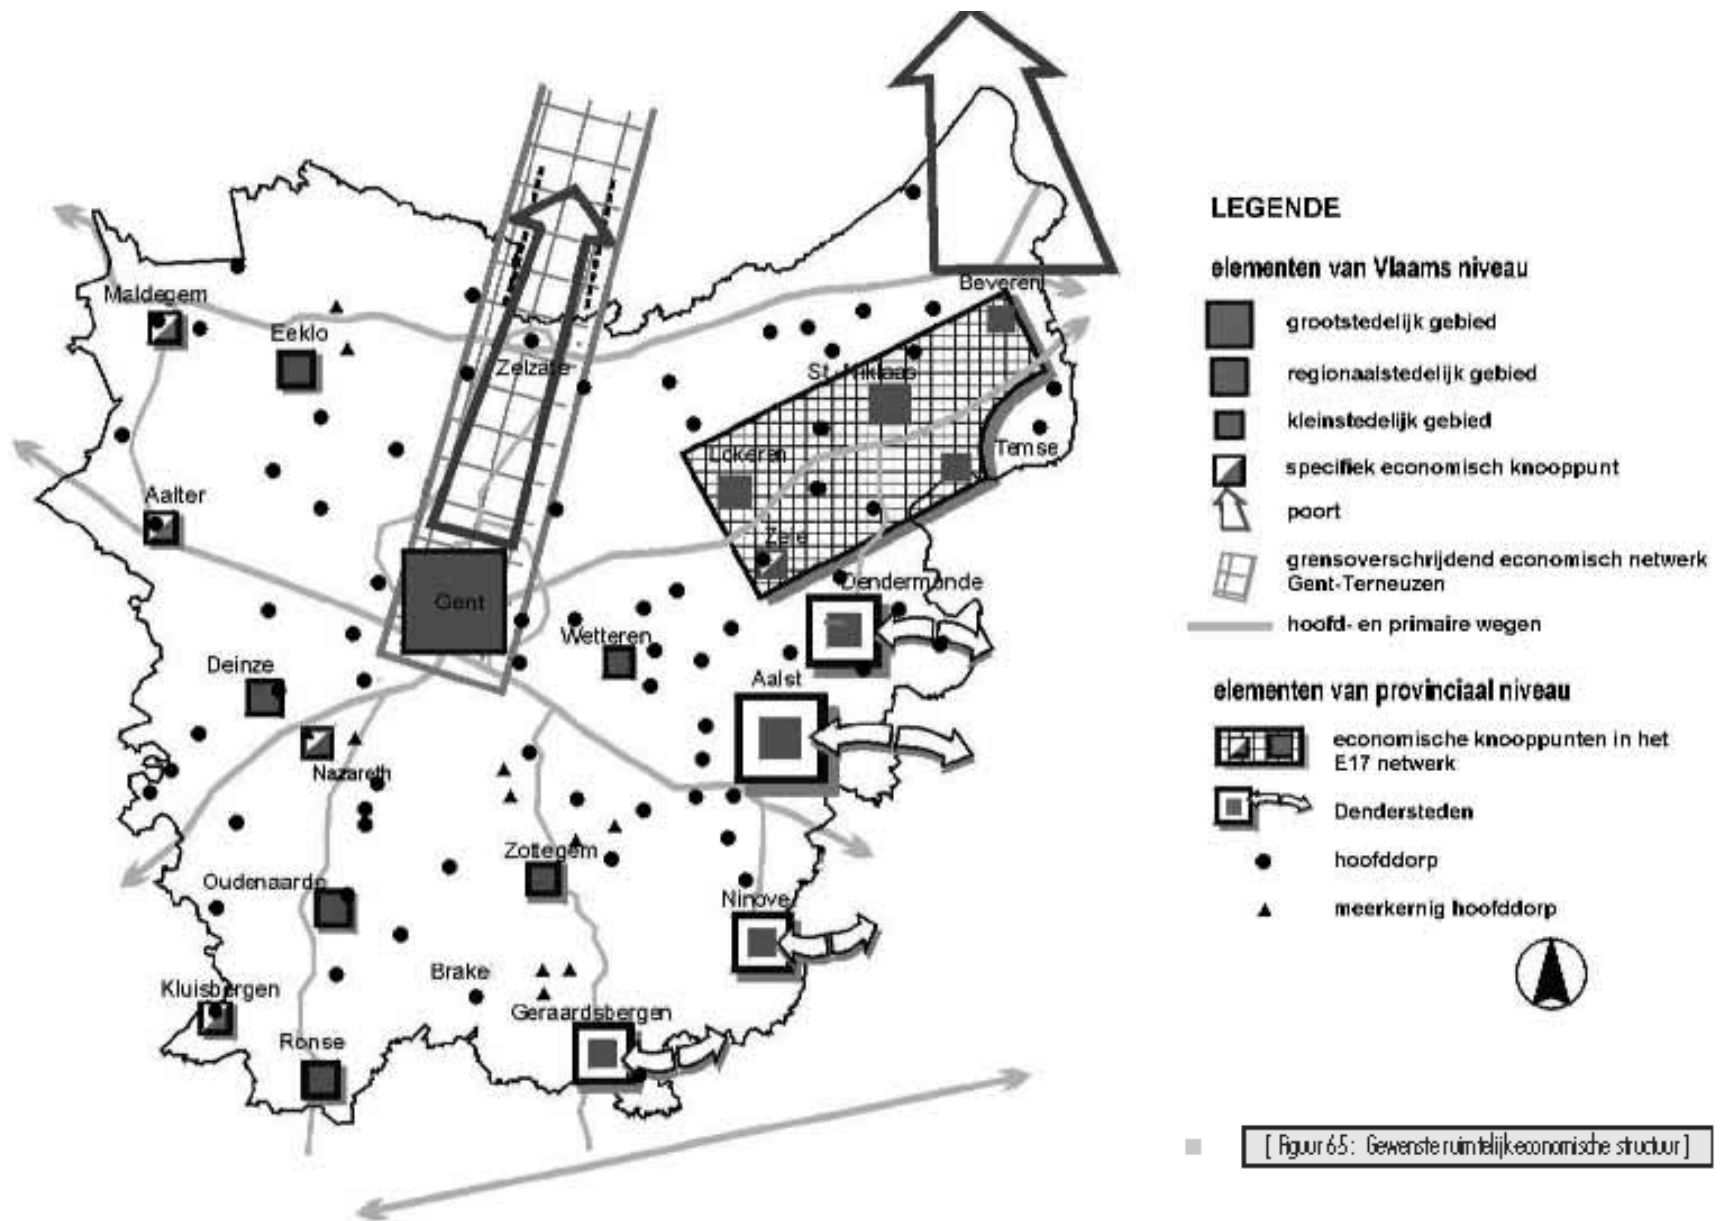 Maldegem
Eeklo
Zelzate
Beveren
St. Niklaas
Lokeren
Temse
Aalter
Zele
Gent
Dendermonde
Wetteren
Deinze
Aalst
Nazareth
Zottegem
Oudenaarde
Ninove
Brake
Kluisbergen
Geraardsbergen
Ronse
LEGENDE
elementen van Vlaams niveau
grootstedelijk gebied
regionaalstedelijk gebied
kleinstedelijk gebied
specifiek economisch knooppunt
poort
grensoverschrijdend economisch netwerk
Gent-Terneuzen
hoofd- en primaire wegen
elementen van provinciaal niveau
economische knooppunten in het
E17 netwerk
Dendersteden
hoofddorp
meerkernig hoofddorp
[ Figuur 65 : Gewenste ruimtelijk-economische structuur ]